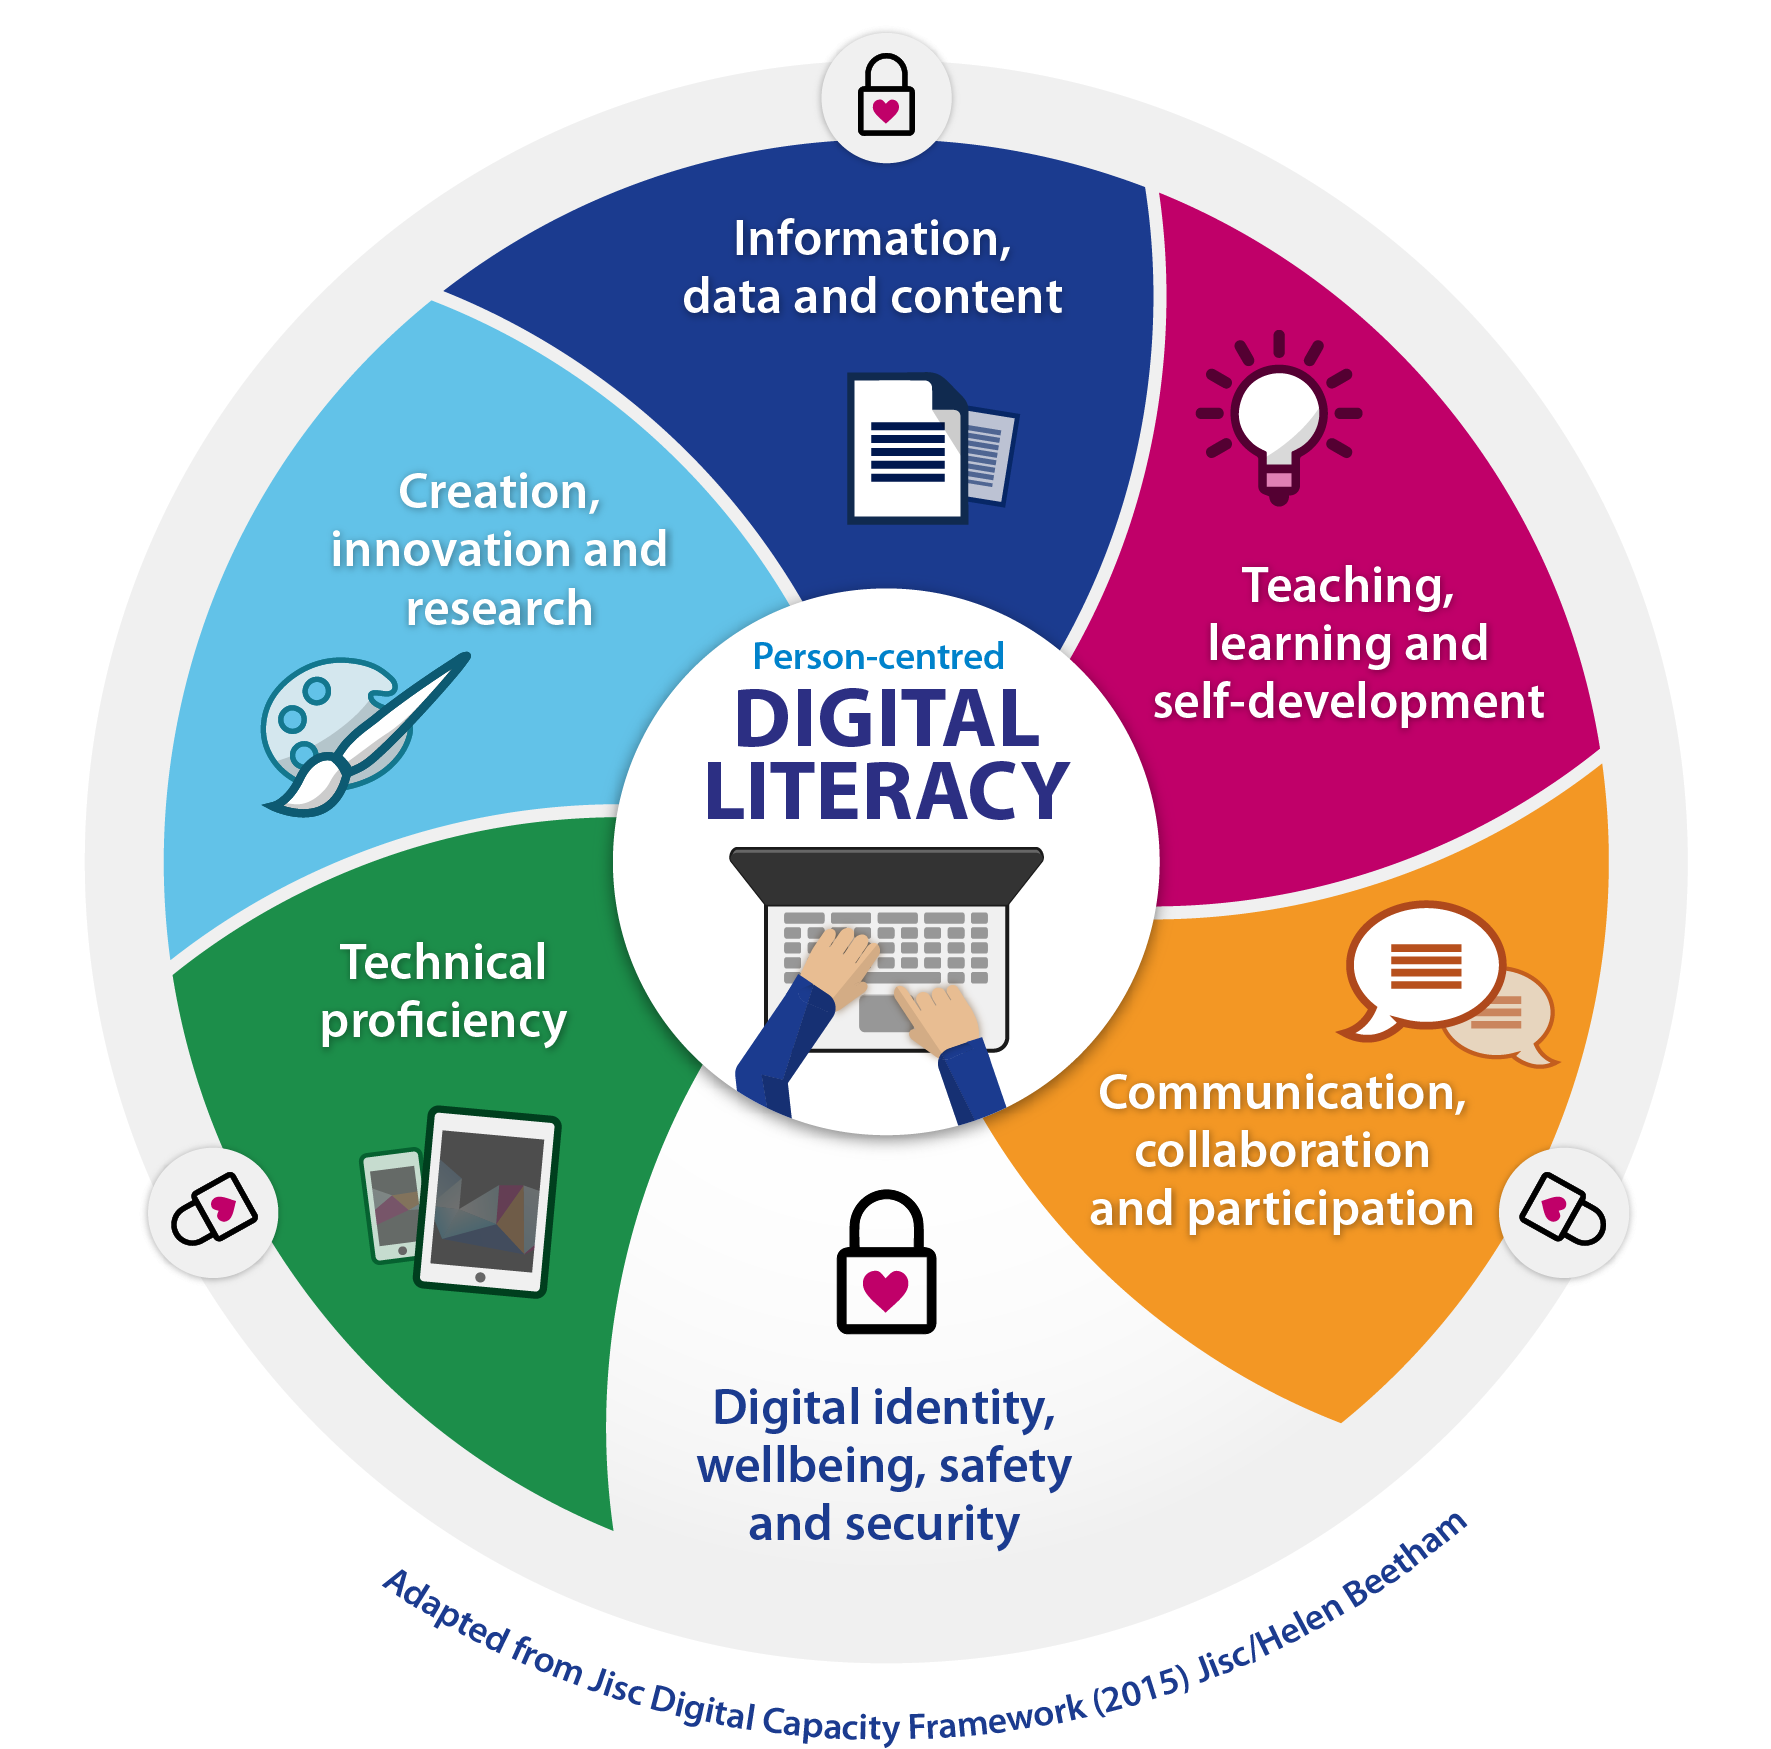 Information,
data and content
Teaching,
learning and
self-development
Creation,
innovation and
research
Person-centred
DIGITAL
LITERACY
Technical
proficiency
Communication,
collaboration
and participation
Digital identity,
wellbeing, safety
and security
Adapted from Jisc Digital Capacity Framework (2015) Jisc/Helen Beetham